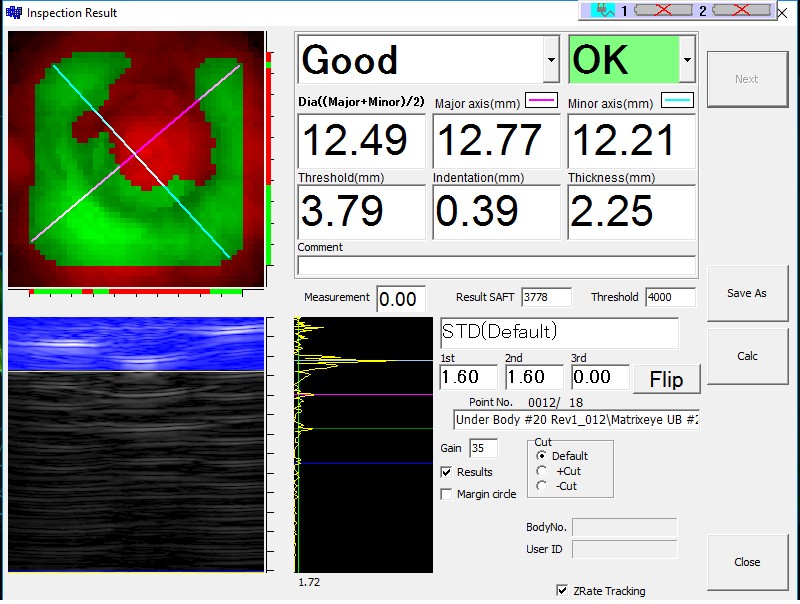 Inspection Result
1 2
Good OK
Next
Dia((Major+Minor)/2) Major axis(mm) Minor axis(mm)
12.49 12.77 12.21
Threshold(mm) Indentation(mm) Thickness(mm)
3.79 0.39 2.25
Comment
Measurement 0.00 Result SAFT 3778 Threshold 4000
Save As
STD(Default)
Calc
1st 2nd 3rd
1.60 1.60 0.00 Flip
Point No. 0012/ 18
Under Body #20 Rev1_012\Matrixeye UB #2
Gain 35
Cut
Default
Results
+Cut
-Cut
Margin circle
BodyNo.
User ID
Close
1.72
ZRate Tracking